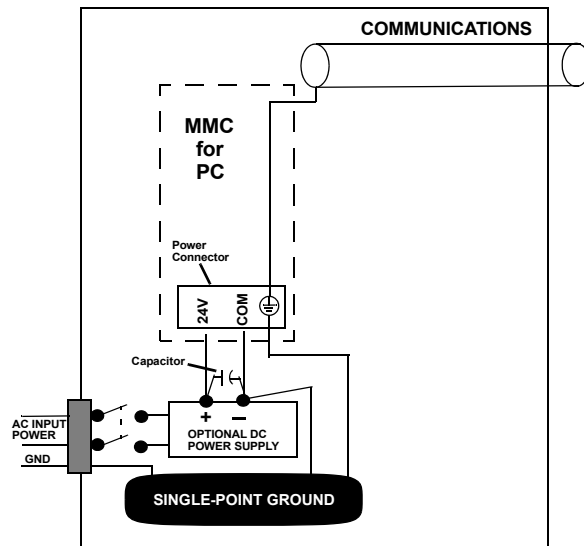 COMMUNICATIONS
MMC
for
PC
Power
Connector
24V
COM
Capacitor
AC INPUT
POWER
GND
+ –
OPTIONAL DC
POWER SUPPLY
SINGLE-POINT GROUND